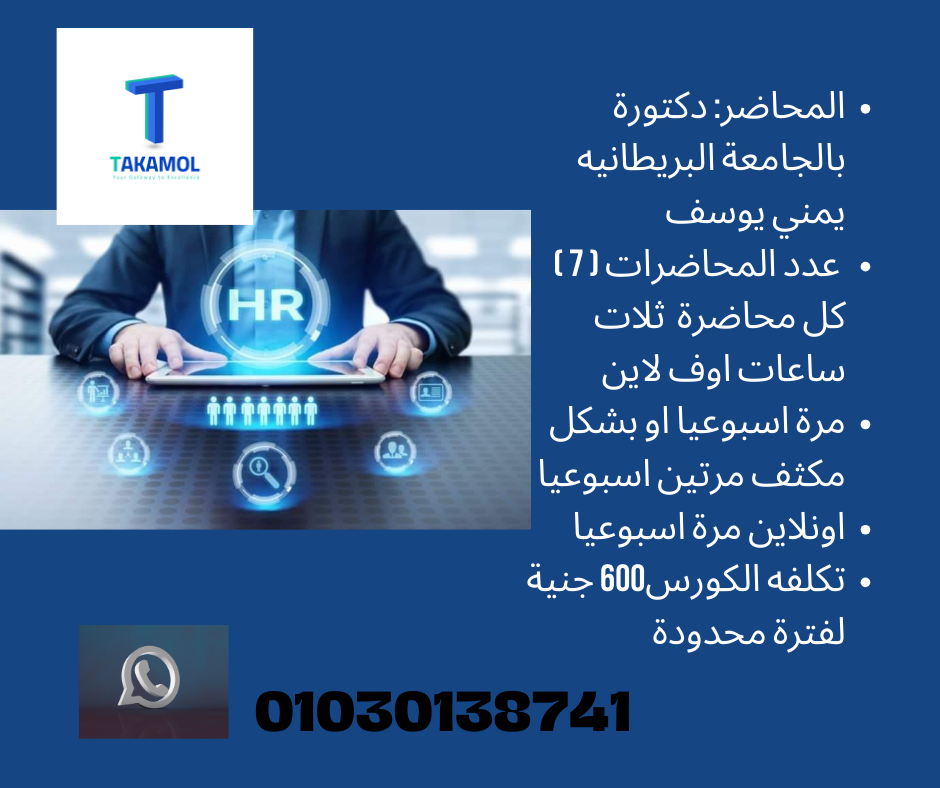 TAKAMOL
Your Gateway to Excellence
HR
المحاضر: دكتورة
بالجامعة البريطانيه
يمني يوسف
عدد المحاضرات ( 7 )
كل محاضرة ثلات
ساعات اوف لاين
مرة اسبوعيا او بشكل
مكثف مرتين اسبوعيا
اونلاين مرة اسبوعيا
تكلفه الكورس600 جنية
لفترة محدودة
01030138741